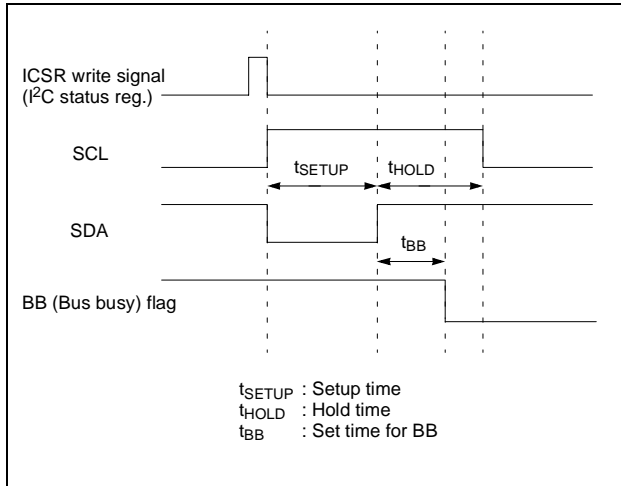 ICSR write signal
(I²C status reg.)
SCL
tSETUP
tHOLD
SDA
tBB
BB (Bus busy) flag
tSETUP : Setup time
tHOLD : Hold time
tBB : Set time for BB